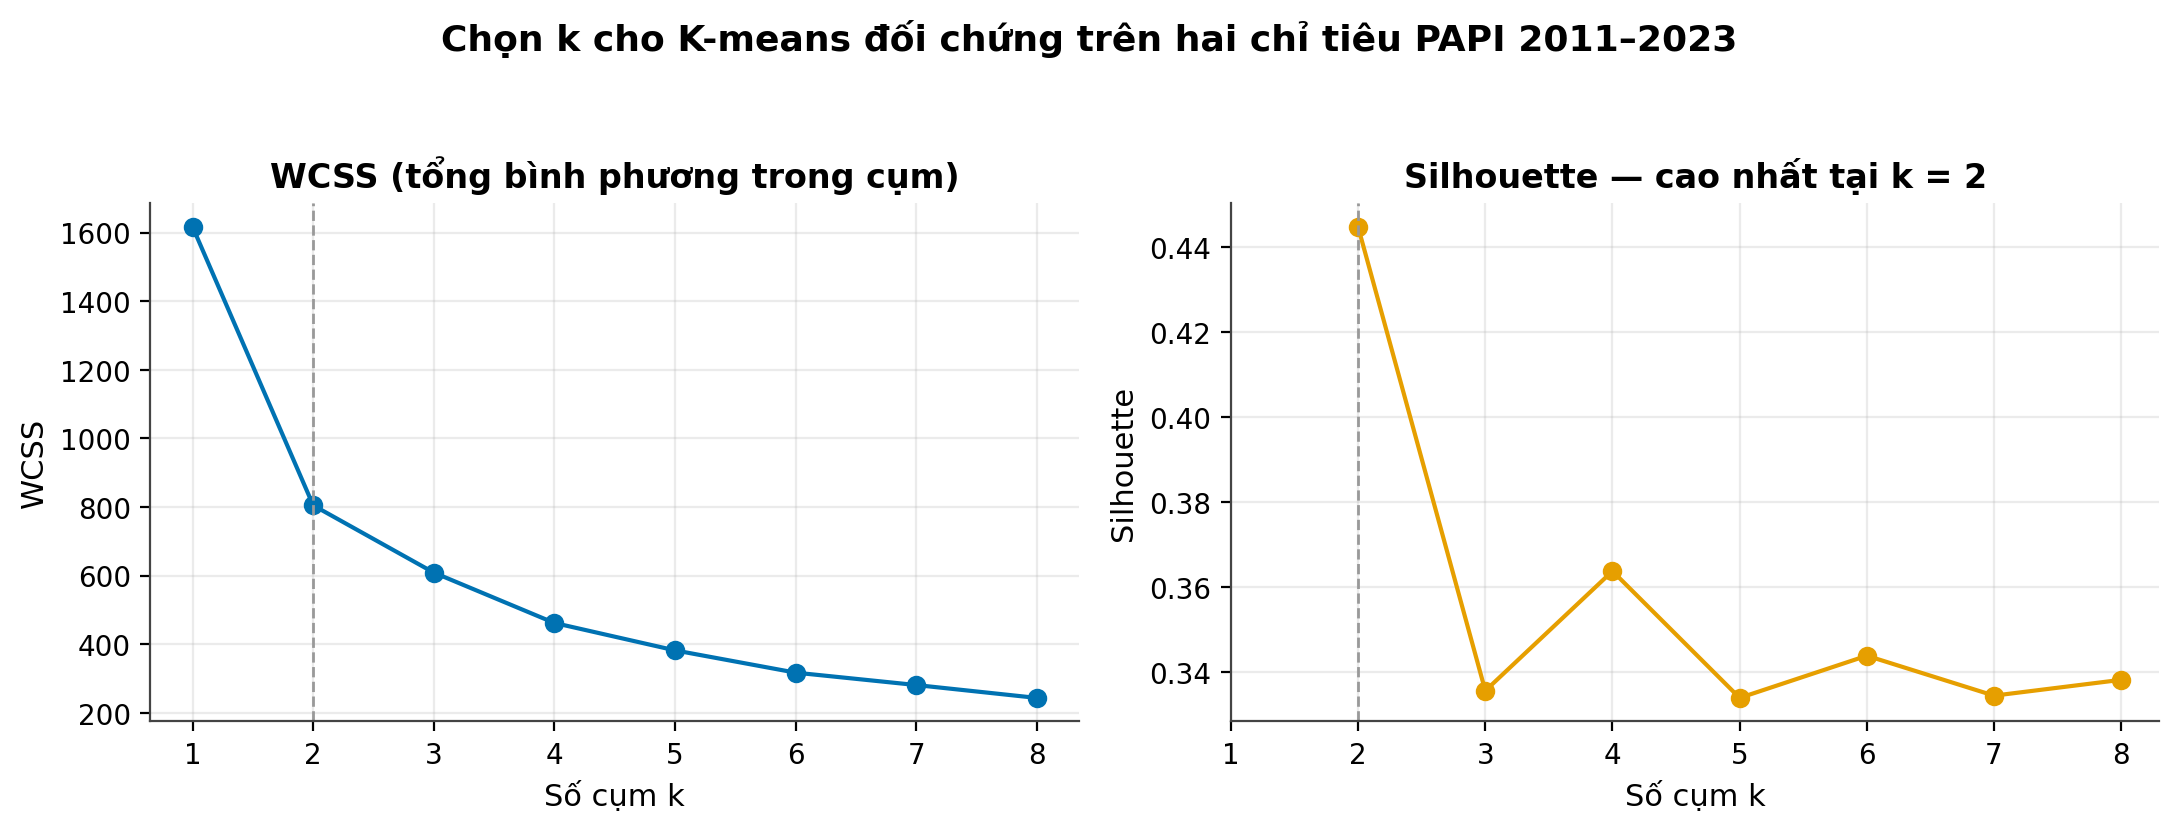 Chọn k cho K-means đối chứng trên hai chỉ tiêu PAPI 2011–2023
WCSS (tổng bình phương trong cụm)
WCSS
1600
1400
1200
1000
800
600
400
200
1 2 3 4 5 6 7 8
Số cụm k
Silhouette — cao nhất tại k = 2
Silhouette
0.44
0.42
0.40
0.38
0.36
0.34
1 2 3 4 5 6 7 8
Số cụm k